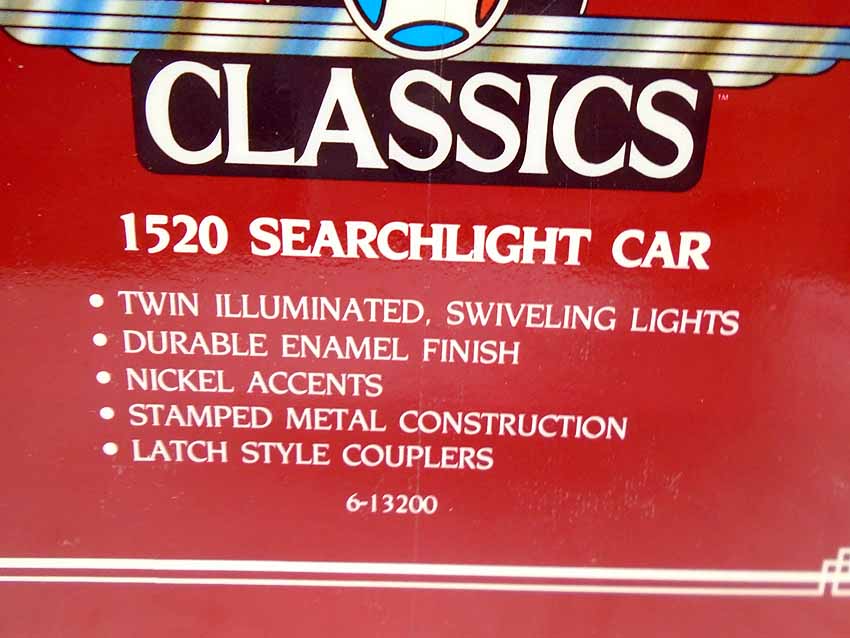 CLASSICS
™
1520 SEARCHLIGHT CAR
• TWIN ILLUMINATED, SWIVELING LIGHTS
• DURABLE ENAMEL FINISH
• NICKEL ACCENTS
• STAMPED METAL CONSTRUCTION
• LATCH STYLE COUPLERS
6-13200